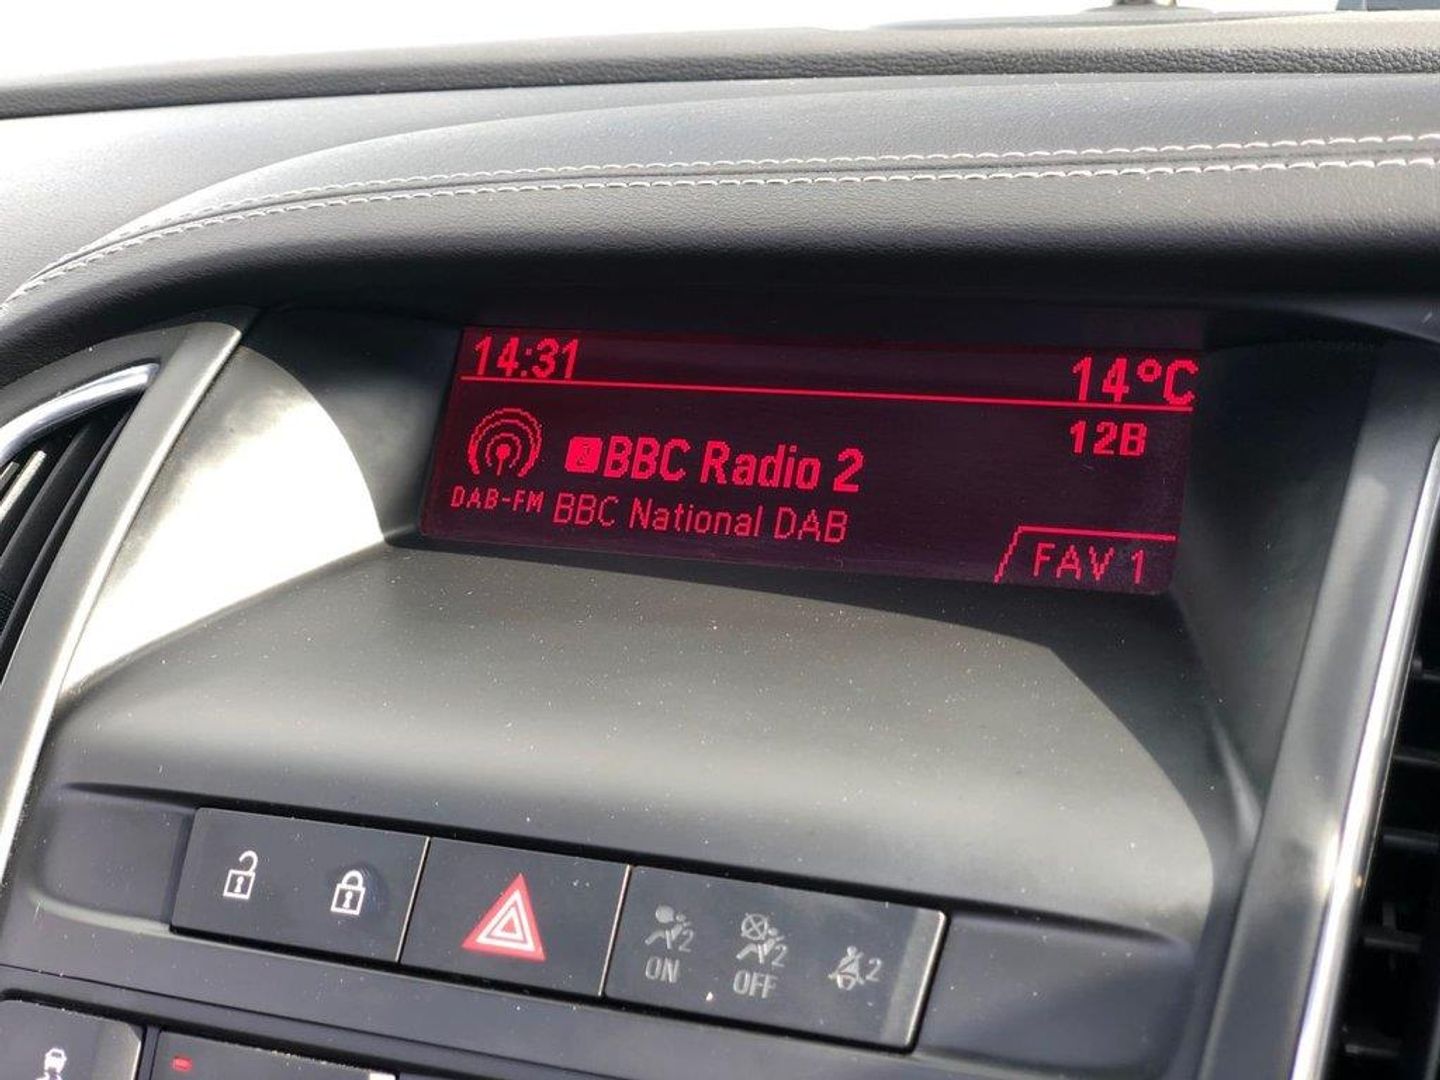 14:31 14°C
12B
BBC Radio 2
DAB-FM BBC National DAB
FAV 1
2 ON
2 OFF
2